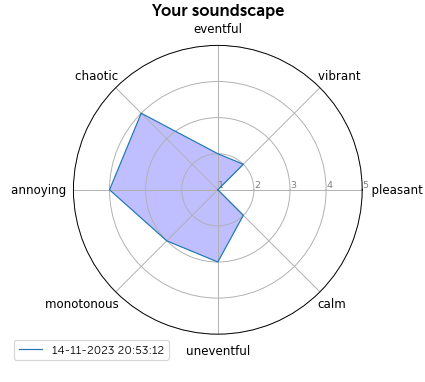 Your soundscape
eventful
chaotic
vibrant
annoying
1 2 3 4 5
pleasant
monotonous
calm
14-11-2023 20:53:12
uneventful